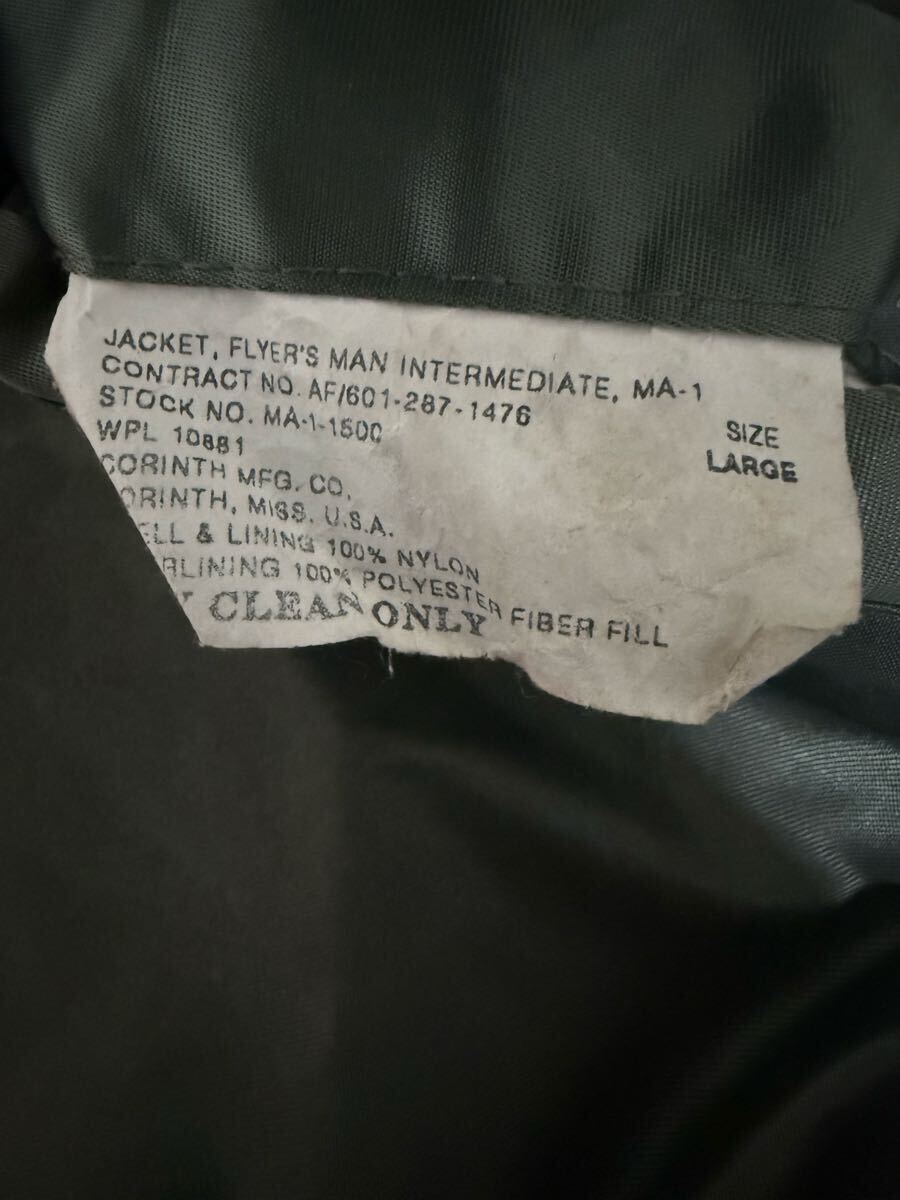 JACKET, FLYER'S MAN INTERMEDIATE, MA-1
CONTRACT NO. AF/601-287-1476
STOCK NO. MA-1-1500
WPL 10881
CORINTH MFG. CO.
ORINTH, MISS. U.S.A.
ELL & LINING 100% NYLON
RLINING 100% POLYESTER FIBER FILL
Y CLEAN ONLY
SIZE
LARGE